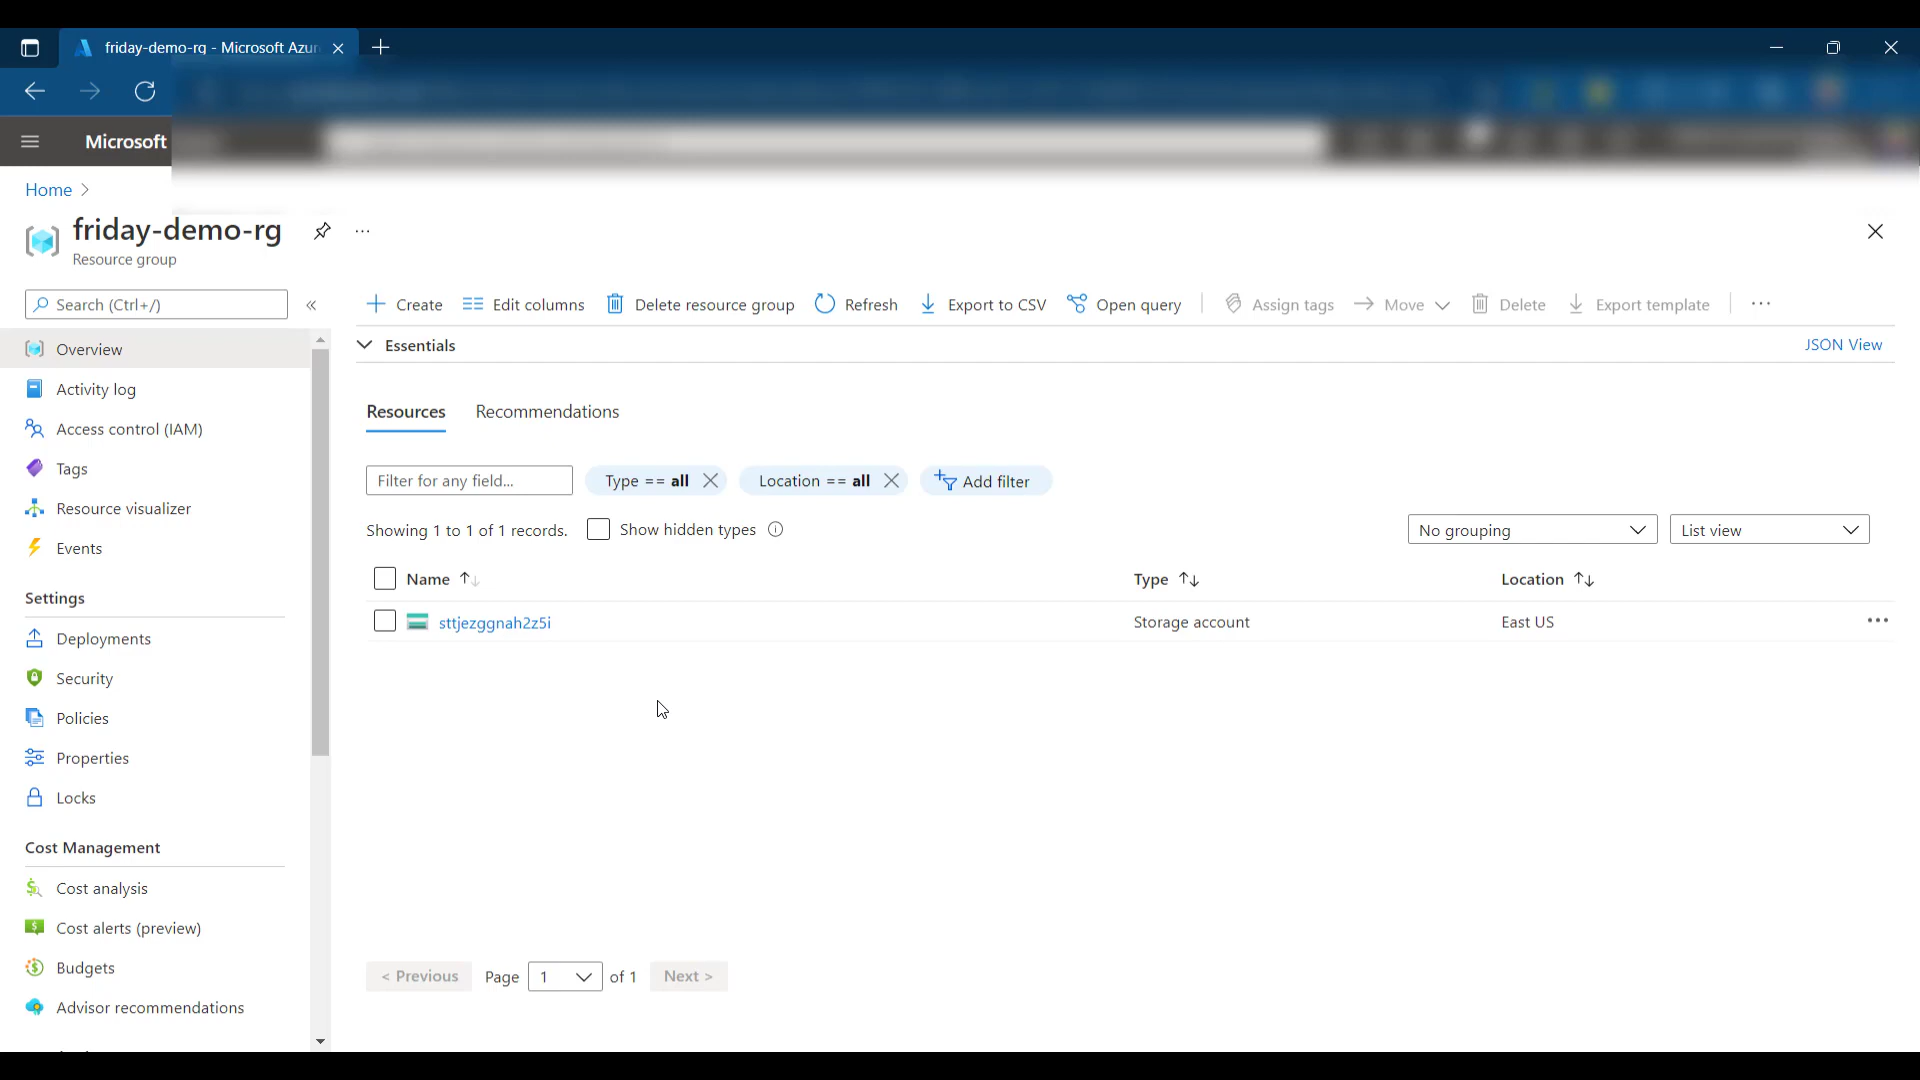 friday-demo-rg - Microsoft Azur
Microsoft
Home
friday-demo-rg
Resource group
Search (Ctrl+/)
Create Edit columns Delete resource group Refresh Export to CSV Open query Assign tags Move Delete Export template
Essentials JSON View
Overview
Activity log
Access control (IAM)
Tags
Resource visualizer
Events
Settings
Deployments
Security
Policies
Properties
Locks
Cost Management
Cost analysis
Cost alerts (preview)
Budgets
Advisor recommendations
Resources Recommendations
Filter for any field... Type == all Location == all Add filter
Showing 1 to 1 of 1 records. Show hidden types No grouping List view
Name Type Location
sttjezggnah2z5i Storage account East US
< Previous Page 1 of 1 Next >